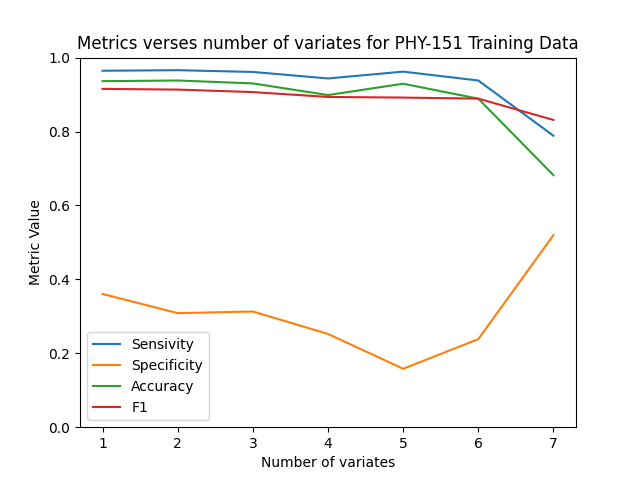 Metrics verses number of variates for PHY-151 Training Data
1.0
0.8
0.6
0.4
0.2
0.0
Metric Value
Sensivity
Specificity
Accuracy
F1
1 2 3 4 5 6 7
Number of variates